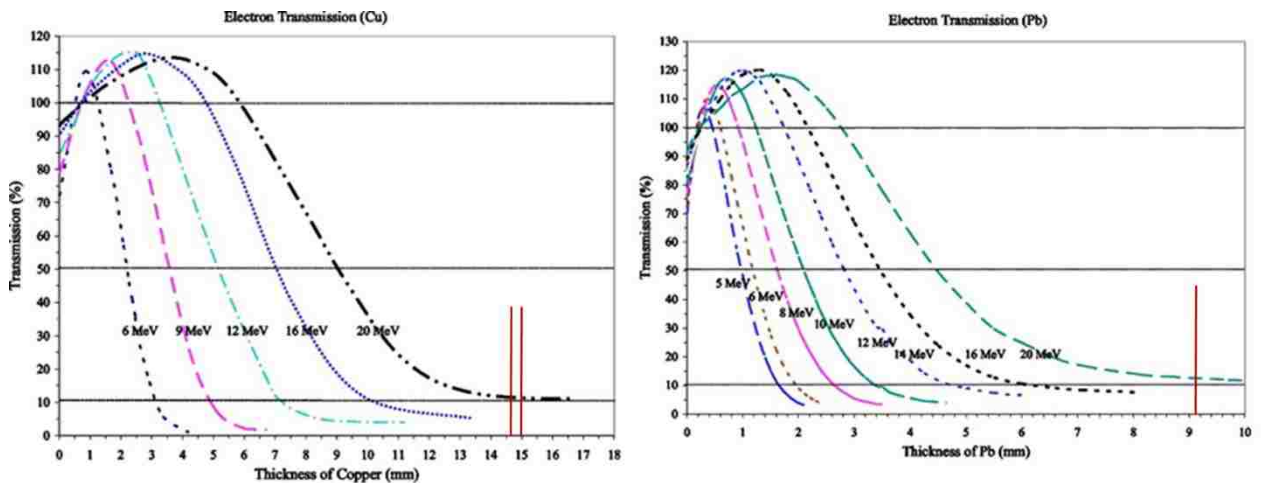 Electron Transmission (Cu)
120
110
100
90
80
70
60
50
40
30
20
10
0
Transmission (%)
6 MeV 9 MeV 12 MeV 16 MeV 20 MeV
0 1 2 3 4 5 6 7 8 9 10 11 12 13 14 15 16 17 18
Thickness of Copper (mm)
Electron Transmission (Pb)
130
120
110
100
90
80
70
60
50
40
30
20
10
0
Transmission (%)
5 MeV
6 MeV
8 MeV
10 MeV
12 MeV
14 MeV
16 MeV
20 MeV
0 1 2 3 4 5 6 7 8 9 10
Thickness of Pb (mm)